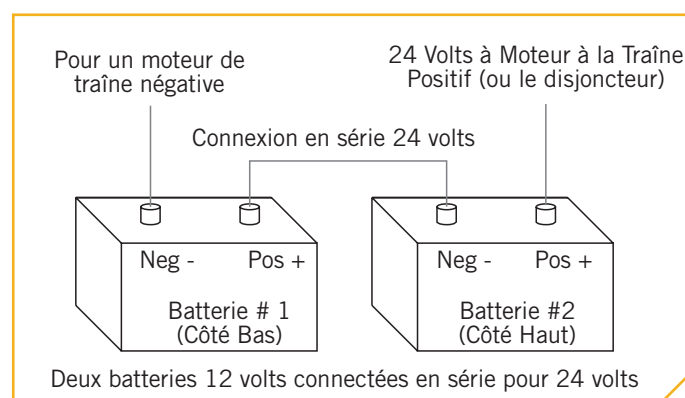 Pour un moteur de
traîne négative
24 Volts à Moteur à la Traîne
Positif (ou le disjoncteur)
Connexion en série 24 volts
Neg -
Pos +
Batterie # 1
(Côté Bas)
Neg -
Pos +
Batterie #2
(Côté Haut)
Deux batteries 12 volts connectées en série pour 24 volts